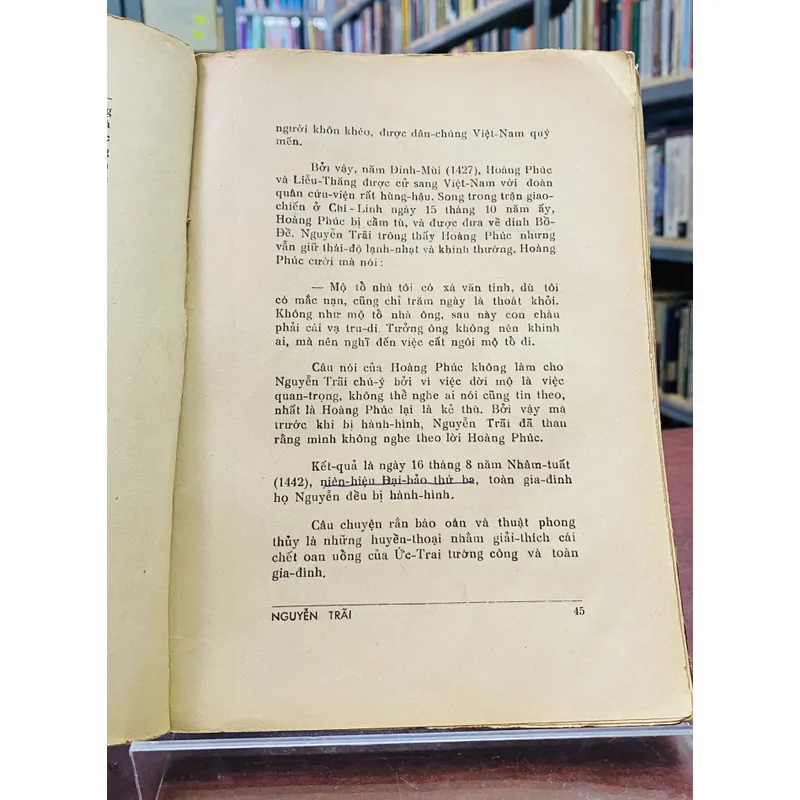 người khôn khéo, được dân-chúng Việt-Nam quý
mến.
Bởi vậy, năm Đinh-Mùi (1427), Hoàng Phúc
và Liễu-Thăng được cử sang Việt-Nam với đoàn
quân cứu-viện rất hùng-hậu. Song trong trận giao-
chiến ở Chi-Linh ngày 15 tháng 10 năm ấy,
Hoàng Phúc bị cầm tù, và được đưa về dinh Bồ-
Đề. Nguyễn Trãi trông thấy Hoàng Phúc nhưng
vẫn giữ thái-độ lạnh-nhạt và khinh thường. Hoàng
Phúc cười mà nói :
— Mộ tổ nhà tôi có xá văn tinh, dù tôi
có mắc nạn, cũng chỉ trăm ngày là thoát khỏi.
Không như mộ tổ nhà ông, sau này con cháu
phải cái vạ tru-di. Tưởng ông không nên khinh
ai, mà nên nghĩ đến việc cất ngôi mộ tổ đi.
Câu nói của Hoàng Phúc không làm cho
Nguyễn Trãi chú-ý bởi vì việc dời mộ là việc
quan-trọng, không thể nghe ai nói cũng tin theo,
nhất là Hoàng Phúc lại là kẻ thù. Bởi vậy mà
trước khi bị hành-hình, Nguyễn Trãi đã than
rằng mình không nghe theo lời Hoàng Phúc.
Kết-quả là ngày 16 tháng 8 năm Nhâm-tuất
(1442), niên-hiệu Đại-bảo thứ ba, toàn gia-đình
họ Nguyễn đều bị hành-hình.
Câu chuyện rắn báo oán và thuật phong
thủy là những huyền-thoại nhằm giải-thích cái
chết oan uổng của Ức-Trai tướng công và toàn
gia-đình.
NGUYỄN TRÃI 45